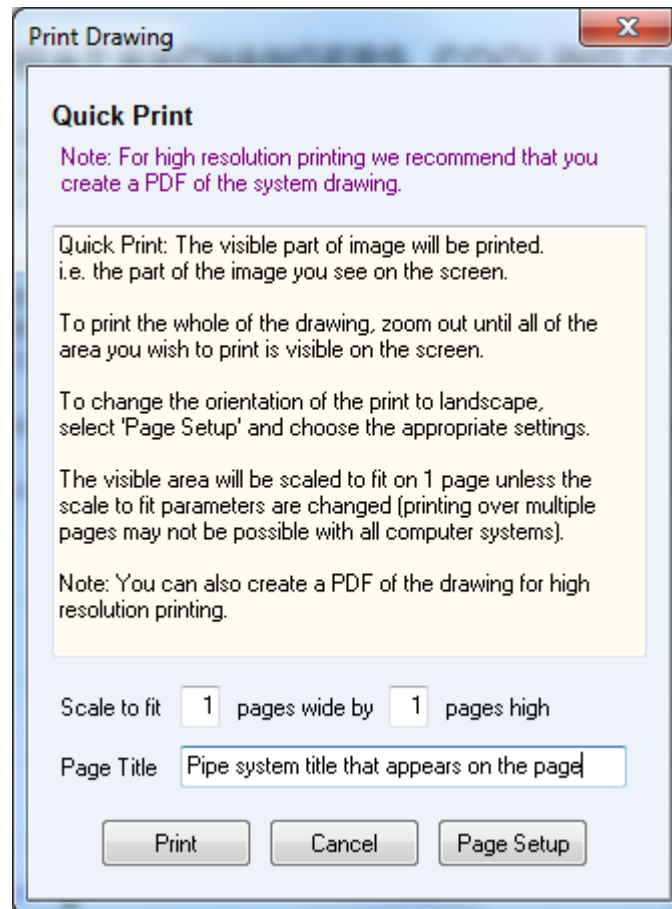 Print Drawing
Quick Print
Note: For high resolution printing we recommend that you
create a PDF of the system drawing.
Quick Print: The visible part of image will be printed.
i.e. the part of the image you see on the screen.
To print the whole of the drawing, zoom out until all of the
area you wish to print is visible on the screen.
To change the orientation of the print to landscape,
select 'Page Setup' and choose the appropriate settings.
The visible area will be scaled to fit on 1 page unless the
scale to fit parameters are changed (printing over multiple
pages may not be possible with all computer systems).
Note: You can also create a PDF of the drawing for high
resolution printing.
Scale to fit 1 pages wide by 1 pages high
Page Title Pipe system title that appears on the page
Print Cancel Page Setup